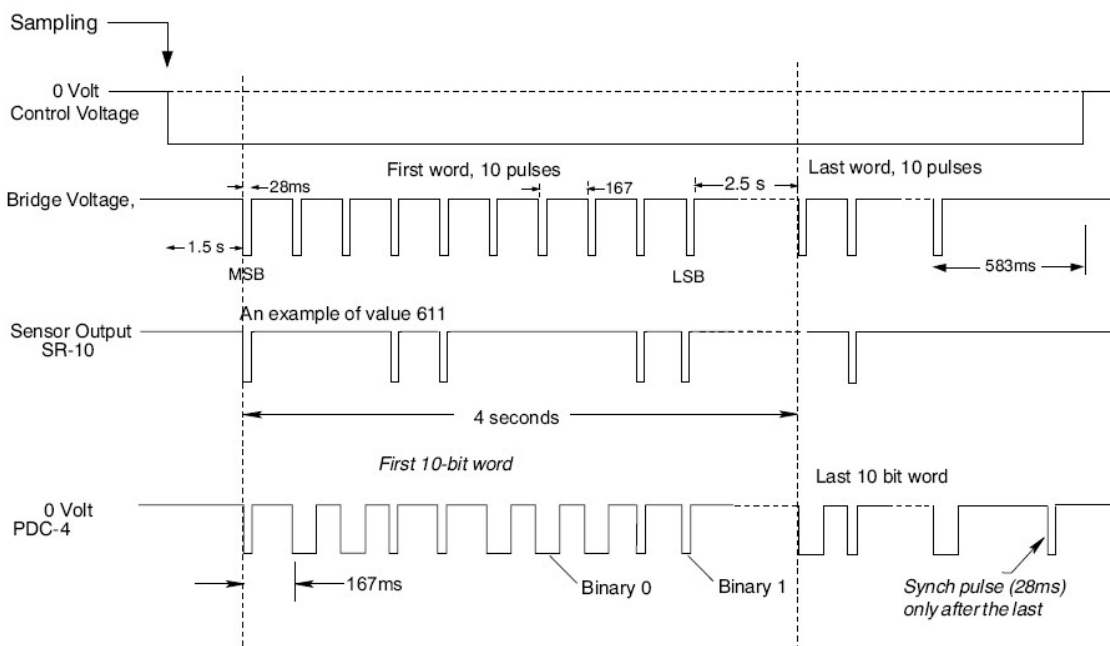 Sampling
0 Volt
Control Voltage
First word, 10 pulses
Last word, 10 pulses
28ms
167
2.5 s
Bridge Voltage,
1.5 s
583ms
MSB
LSB
An example of value 611
Sensor Output
SR-10
4 seconds
First 10-bit word
Last 10 bit word
0 Volt
PDC-4
167ms
Binary 0
Binary 1
Synch pulse (28ms)
only after the last